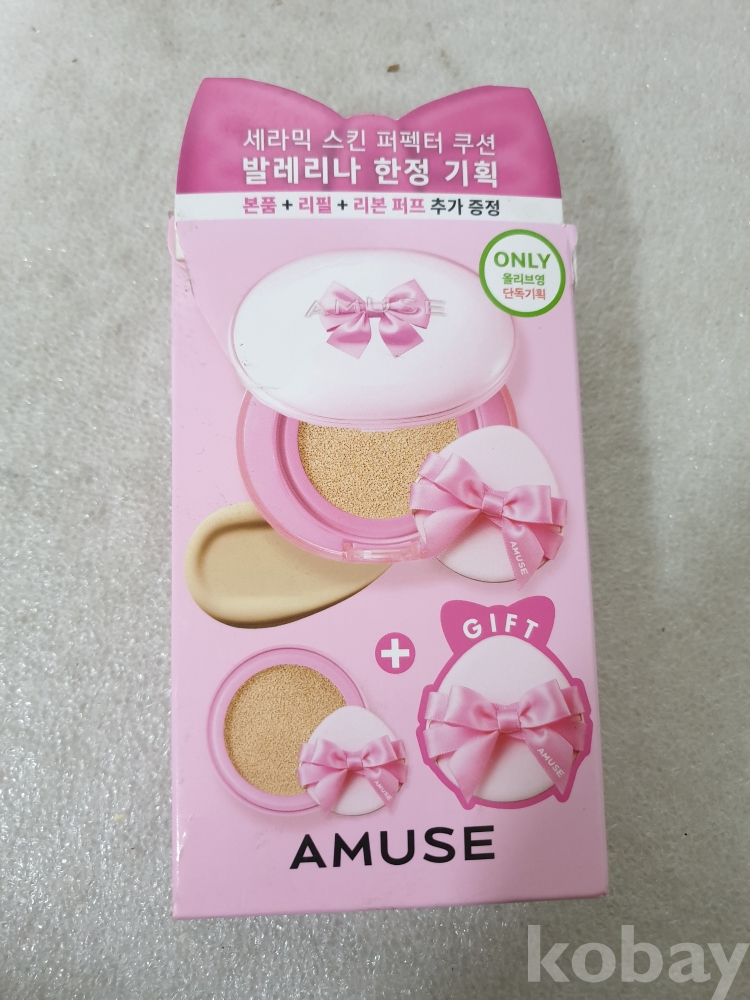 세라믹 스킨 퍼펙터 쿠션
발레리나 한정 기획
본품 + 리필 + 리본 퍼프 추가 증정
ONLY
올리브영
단독기획
AMUSE
AMUSE
+
GIFT
AMUSE
AMUSE
AMUSE
kobay